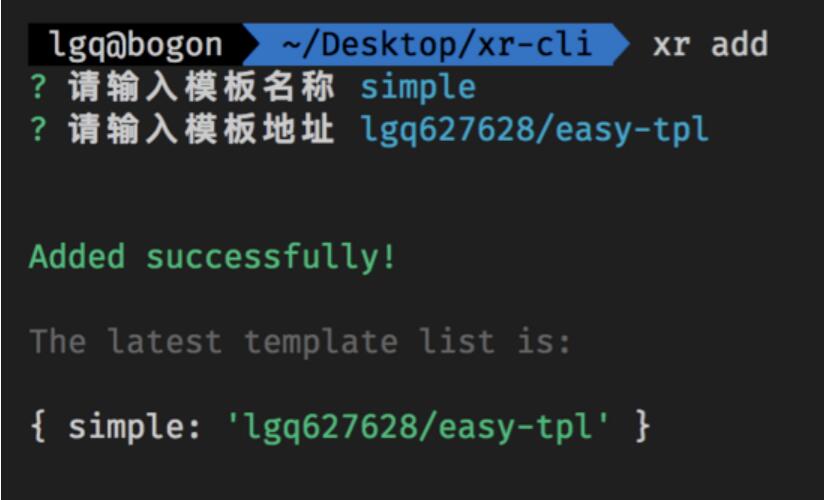 lgq@bogon ~/Desktop/xr-cli xr add
? 请输入模板名称 simple
? 请输入模板地址 lgq627628/easy-tpl
Added successfully!
The latest template list is:
{ simple: 'lgq627628/easy-tpl' }